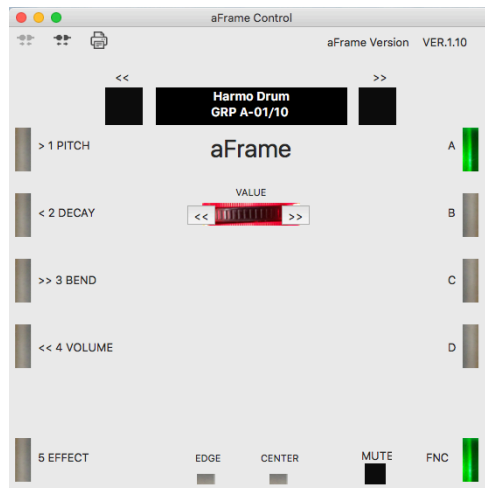 aFrame Control
aFrame Version VER.1.10
<< >>
Harmo Drum
GRP A-01/10
> 1 PITCH aFrame A
VALUE
< 2 DECAY << >> B
>> 3 BEND C
<< 4 VOLUME D
5 EFFECT EDGE CENTER MUTE FNC